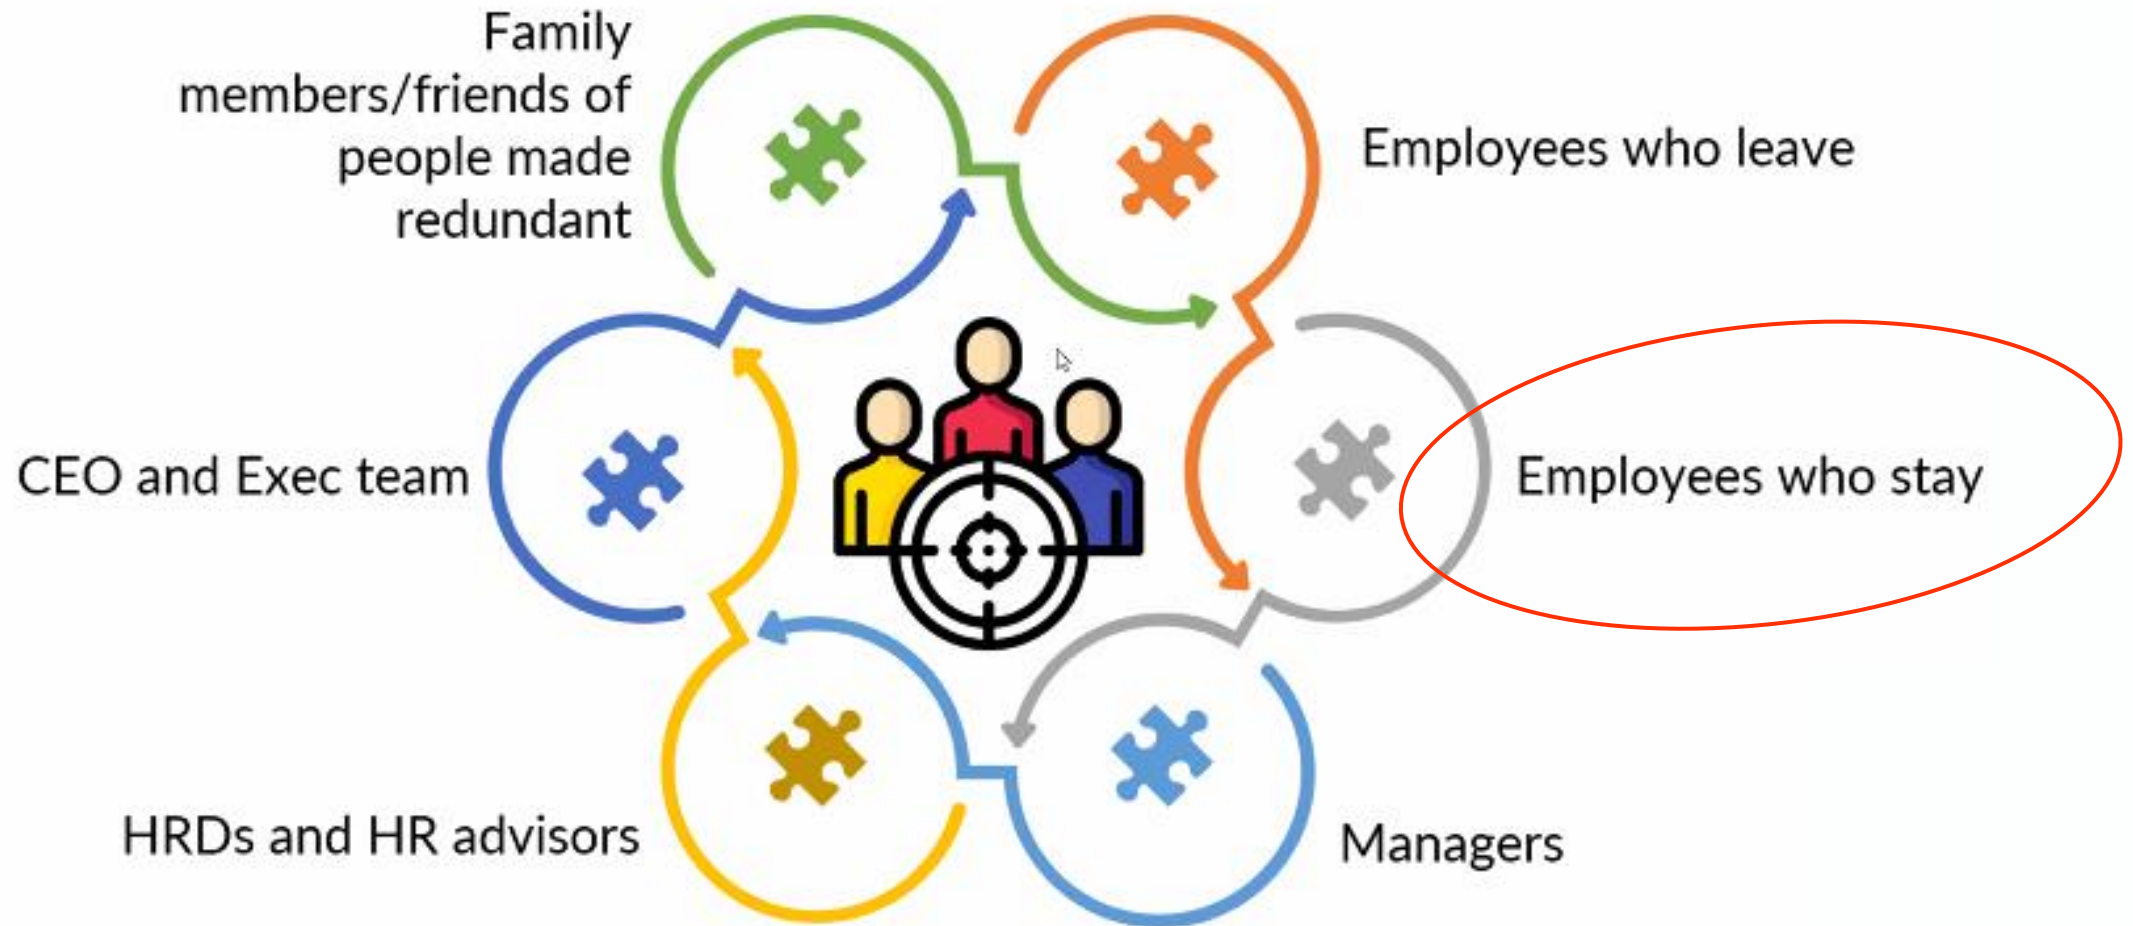 Family
members/friends of
people made
redundant
Employees who leave
CEO and Exec team
Employees who stay
HRDs and HR advisors
Managers